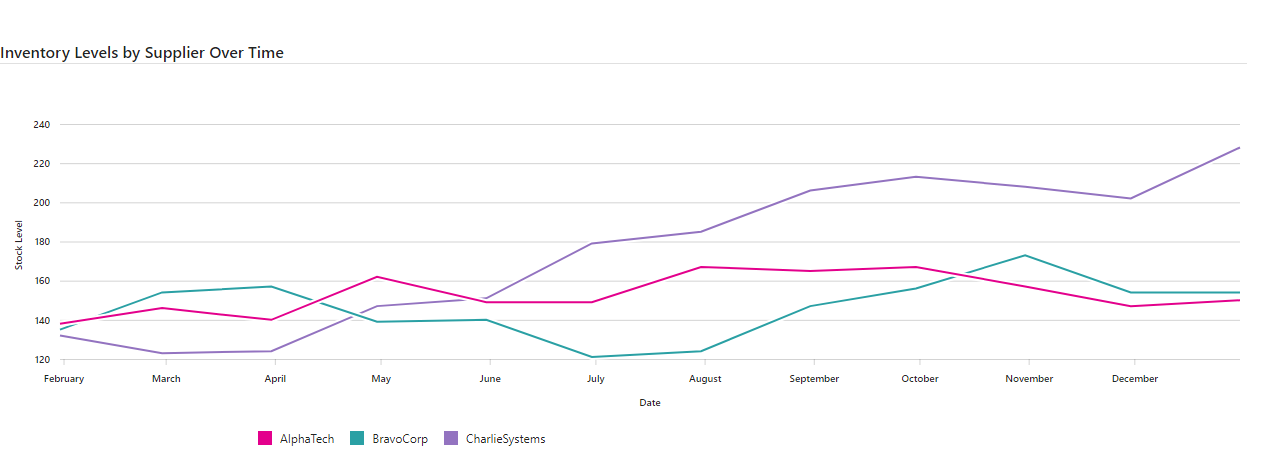 Inventory Levels by Supplier Over Time
240
220
200
180
160
140
120
Stock Level
February March April May June July August September October November December
Date
AlphaTech BravoCorp CharlieSystems